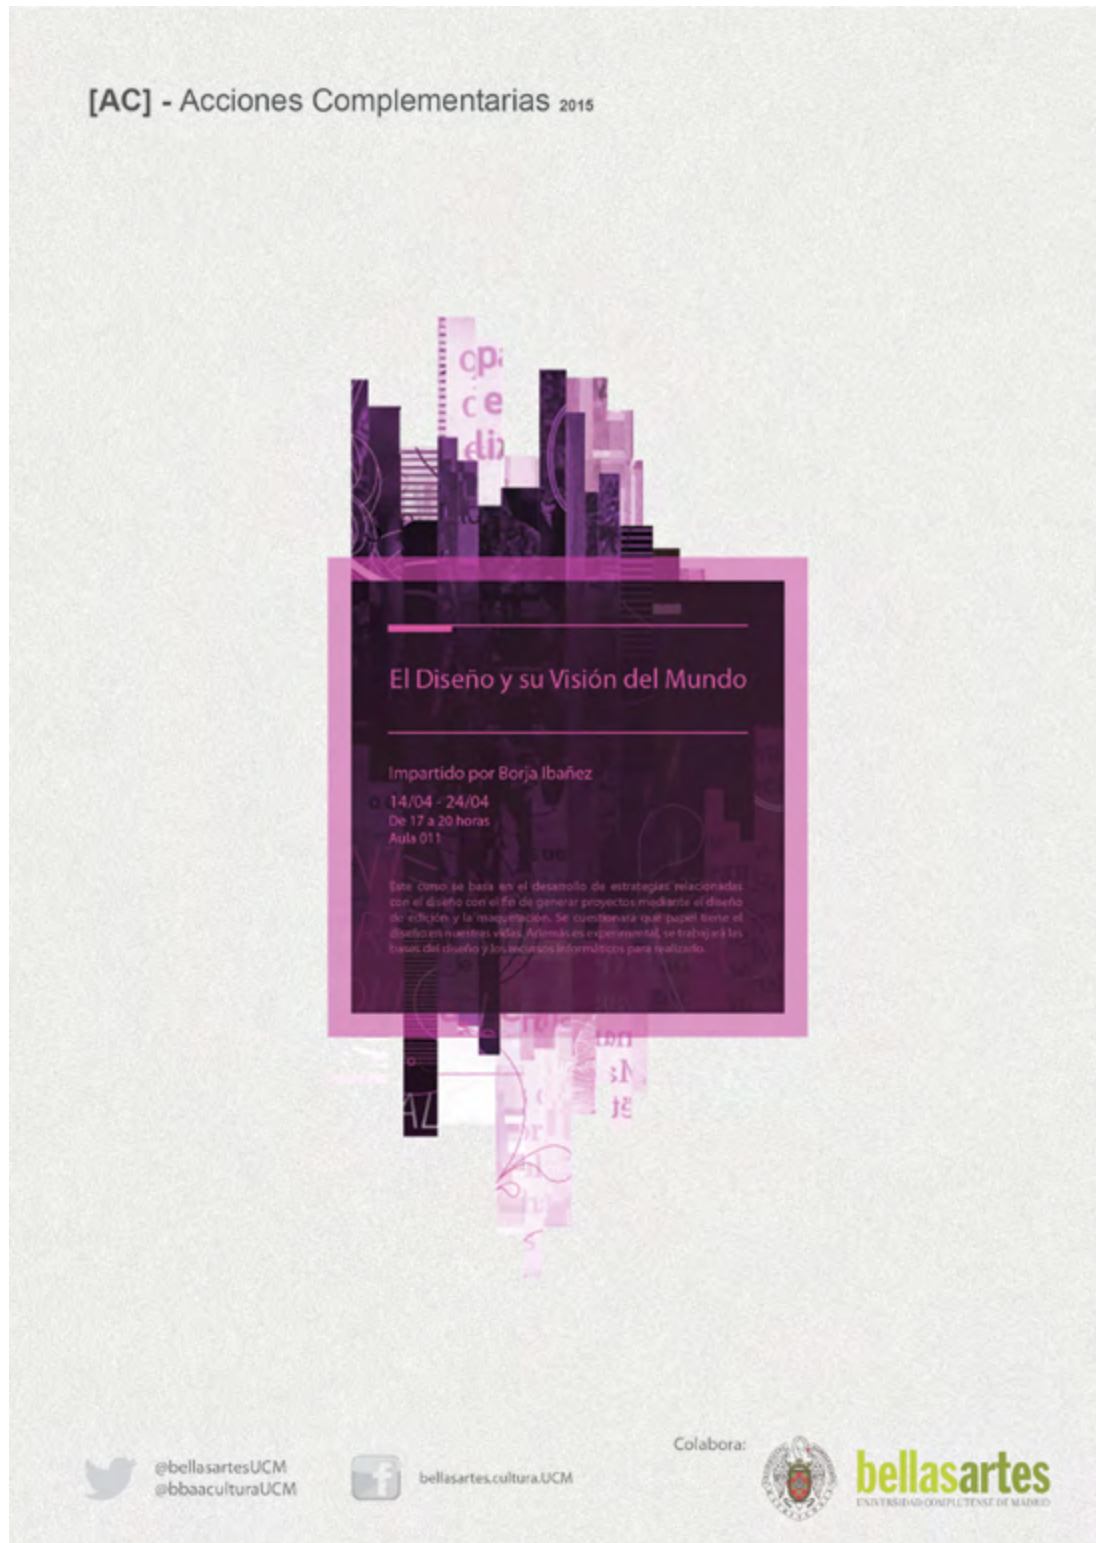 [AC] - Acciones Complementarias 2015
El Diseño y su Visión del Mundo
Impartido por Borja Ibañez
14/04 - 24/04
De 17 a 20 horas
Aula 011
Este curso se basa en el desarrollo de estrategias relacionadas
con el diseño con el fin de generar proyectos mediante el diseño
de edición y la maquetación. Se cuestionará qué papel tiene el
diseño en nuestras vidas. Además es experimental, se trabajará las
bases del diseño y los recursos informáticos para realizarlo.
Colabora:
@bellasartesUCM
@bbaaculturaUCM
bellasartes.cultura.UCM
bellasartes
UNIVERSIDAD COMPLUTENSE DE MADRID